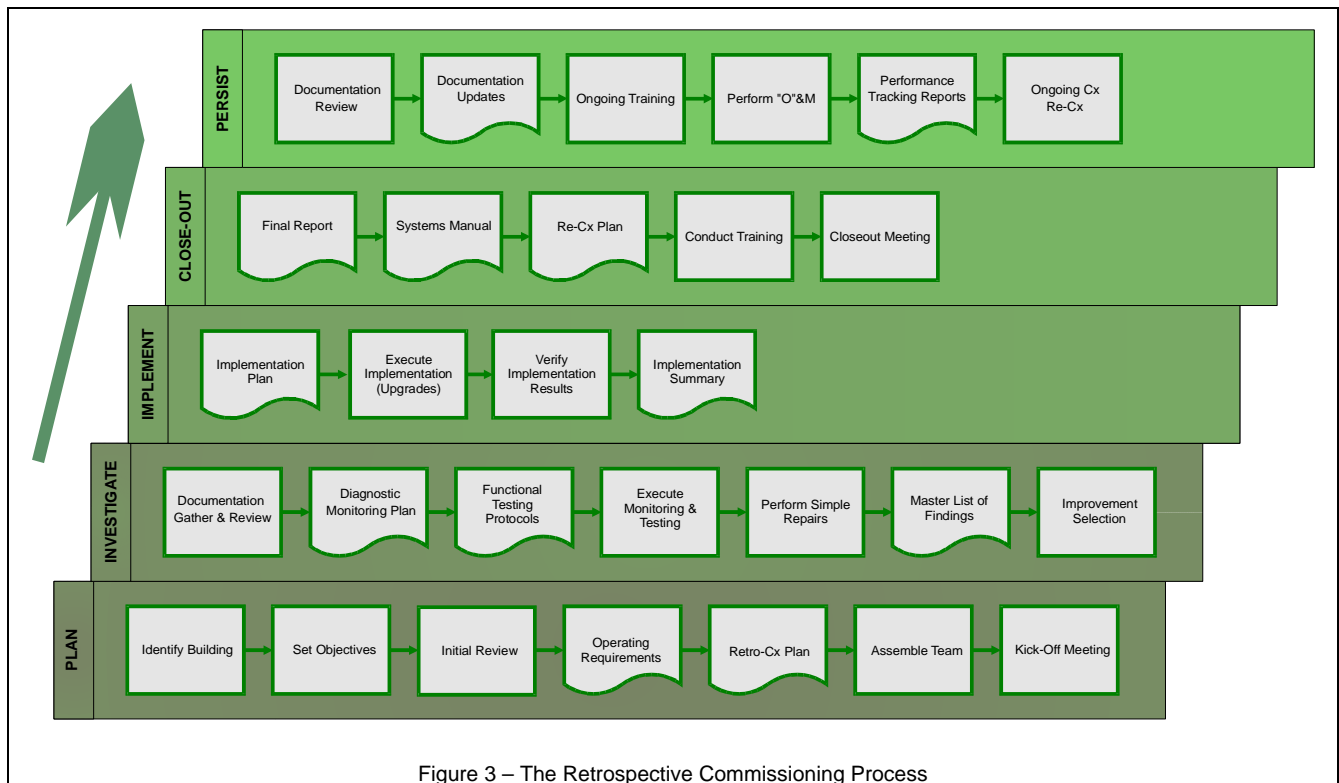 PERSIST
Documentation
Review
Documentation
Updates
Ongoing Training
Perform "O"&M
Performance
Tracking Reports
Ongoing Cx
Re-Cx
CLOSE-OUT
Final Report
Systems Manual
Re-Cx Plan
Conduct Training
Closeout Meeting
IMPLEMENT
Implementation
Plan
Execute
Implementation
(Upgrades)
Verify
Implementation
Results
Implementation
Summary
INVESTIGATE
Documentation
Gather & Review
Diagnostic
Monitoring Plan
Functional
Testing
Protocols
Execute
Monitoring &
Testing
Perform Simple
Repairs
Master List of
Findings
Improvement
Selection
PLAN
Identify Building
Set Objectives
Initial Review
Operating
Requirements
Retro-Cx Plan
Assemble Team
Kick-Off Meeting
Figure 3 – The Retrospective Commissioning Process